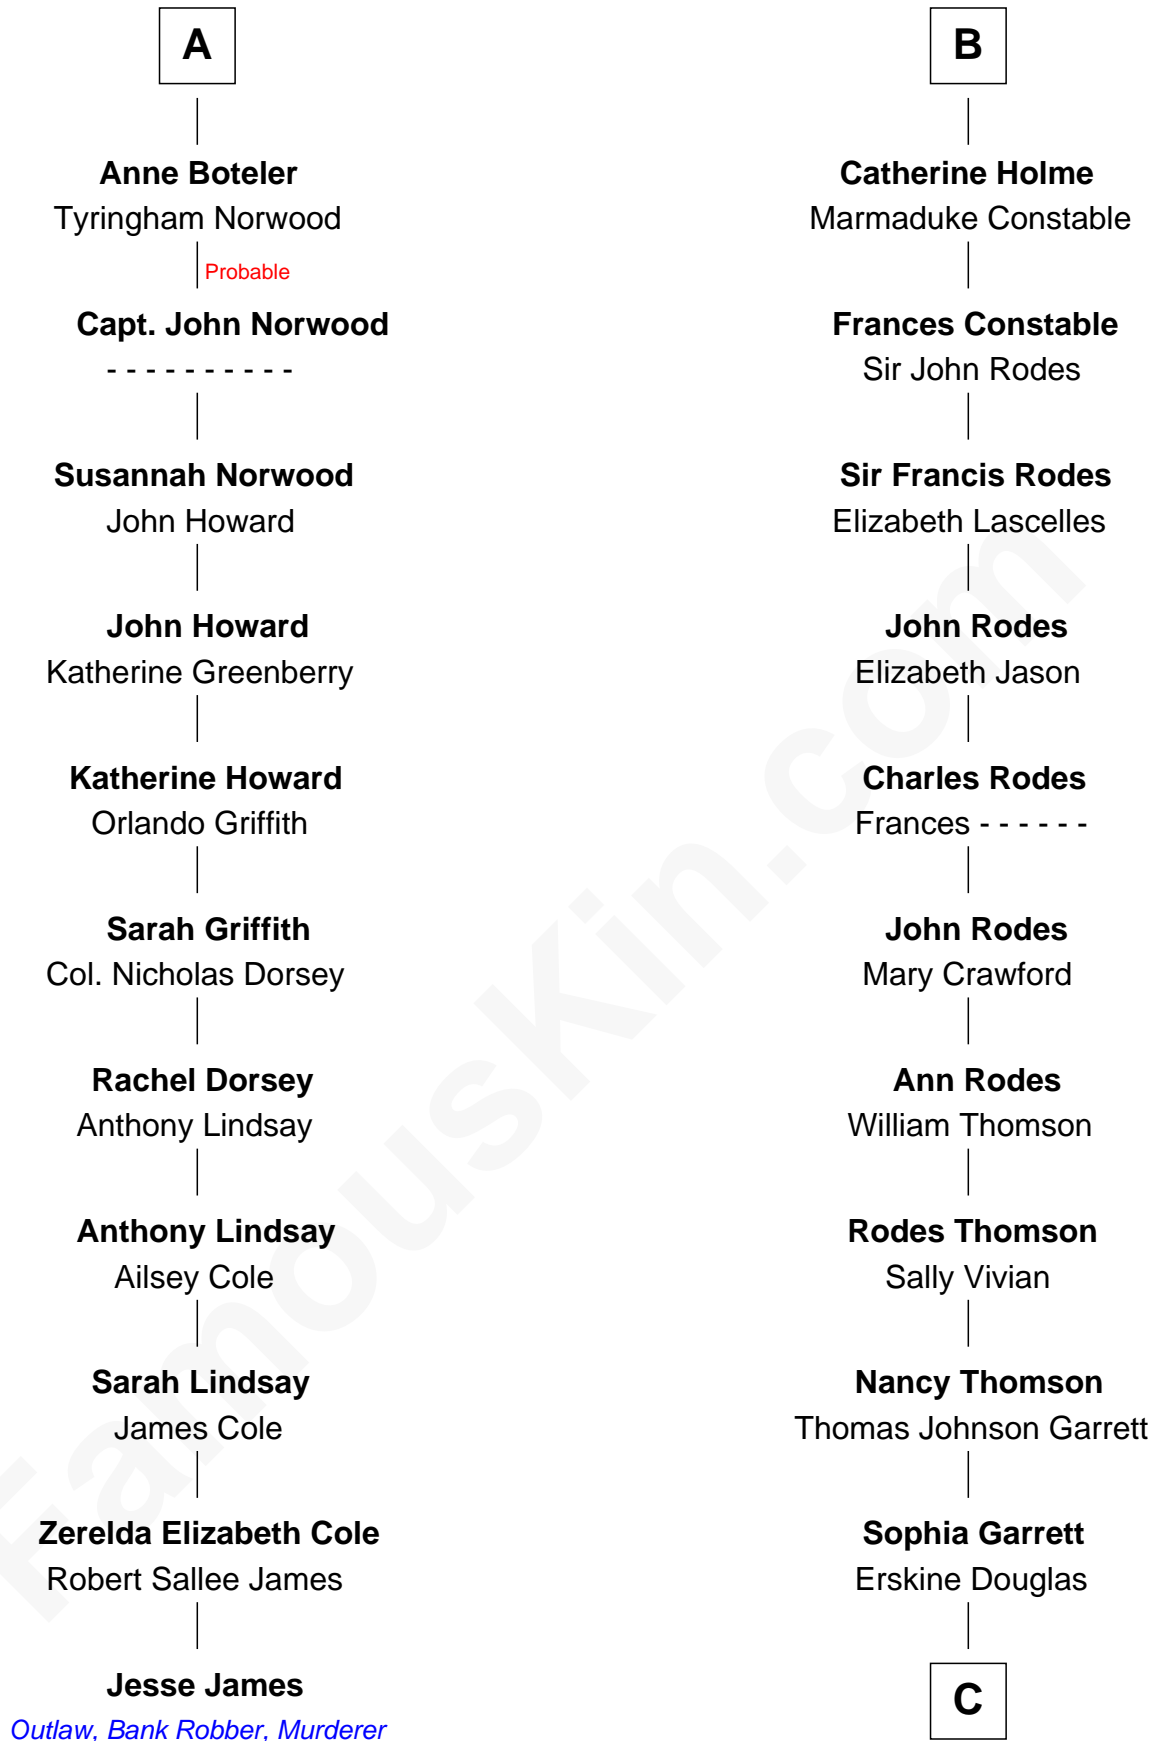 A
Anne Boteler
Tyringham Norwood
Probable
Capt. John Norwood
- - - - - - - - - -
Susannah Norwood
John Howard
John Howard
Katherine Greenberry
Katherine Howard
Orlando Griffith
Sarah Griffith
Col. Nicholas Dorsey
Rachel Dorsey
Anthony Lindsay
Anthony Lindsay
Ailsey Cole
Sarah Lindsay
James Cole
Zerelda Elizabeth Cole
Robert Sallee James
Jesse James
Outlaw, Bank Robber, Murderer
B
Catherine Holme
Marmaduke Constable
Frances Constable
Sir John Rodes
Sir Francis Rodes
Elizabeth Lascelles
John Rodes
Elizabeth Jason
Charles Rodes
Frances - - - - - -
John Rodes
Mary Crawford
Ann Rodes
William Thomson
Rodes Thomson
Sally Vivian
Nancy Thomson
Thomas Johnson Garrett
Sophia Garrett
Erskine Douglas
C
FamousKin.com